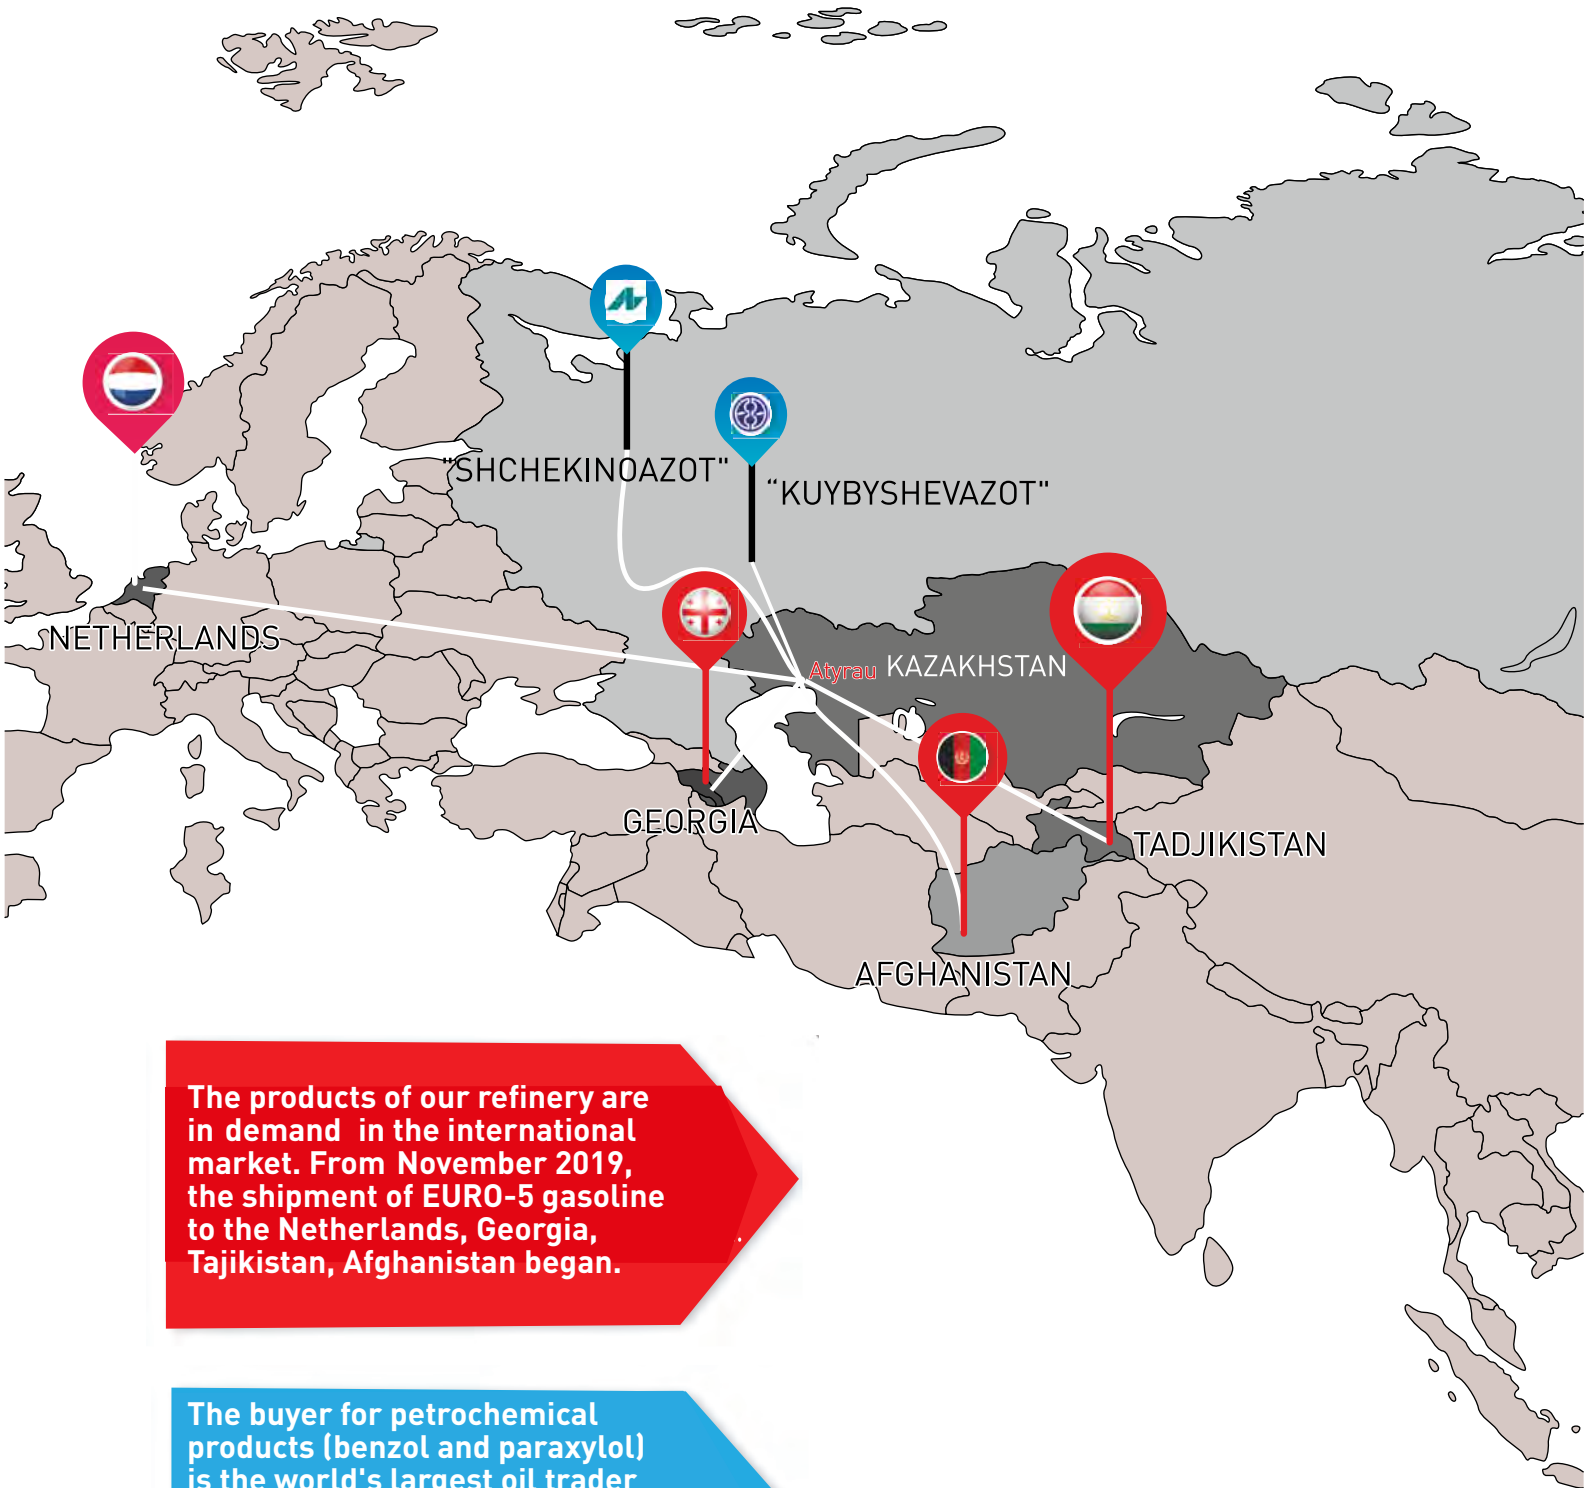 "SHCHEKINOAZOT"
“KUYBYSHEVAZOT"
NETHERLANDS
Atyrau KAZAKHSTAN
GEORGIA
TADJIKISTAN
AFGHANISTAN
The products of our refinery are
in demand in the international
market. From November 2019,
the shipment of EURO-5 gasoline
to the Netherlands, Georgia,
Tajikistan, Afghanistan began.
The buyer for petrochemical
products (benzol and paraxylol)
is the world's largest oil trader